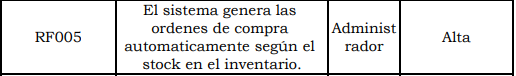 RF005
El sistema genera las
ordenes de compra
automaticamente según el
stock en el inventario.
Administ
rador
Alta